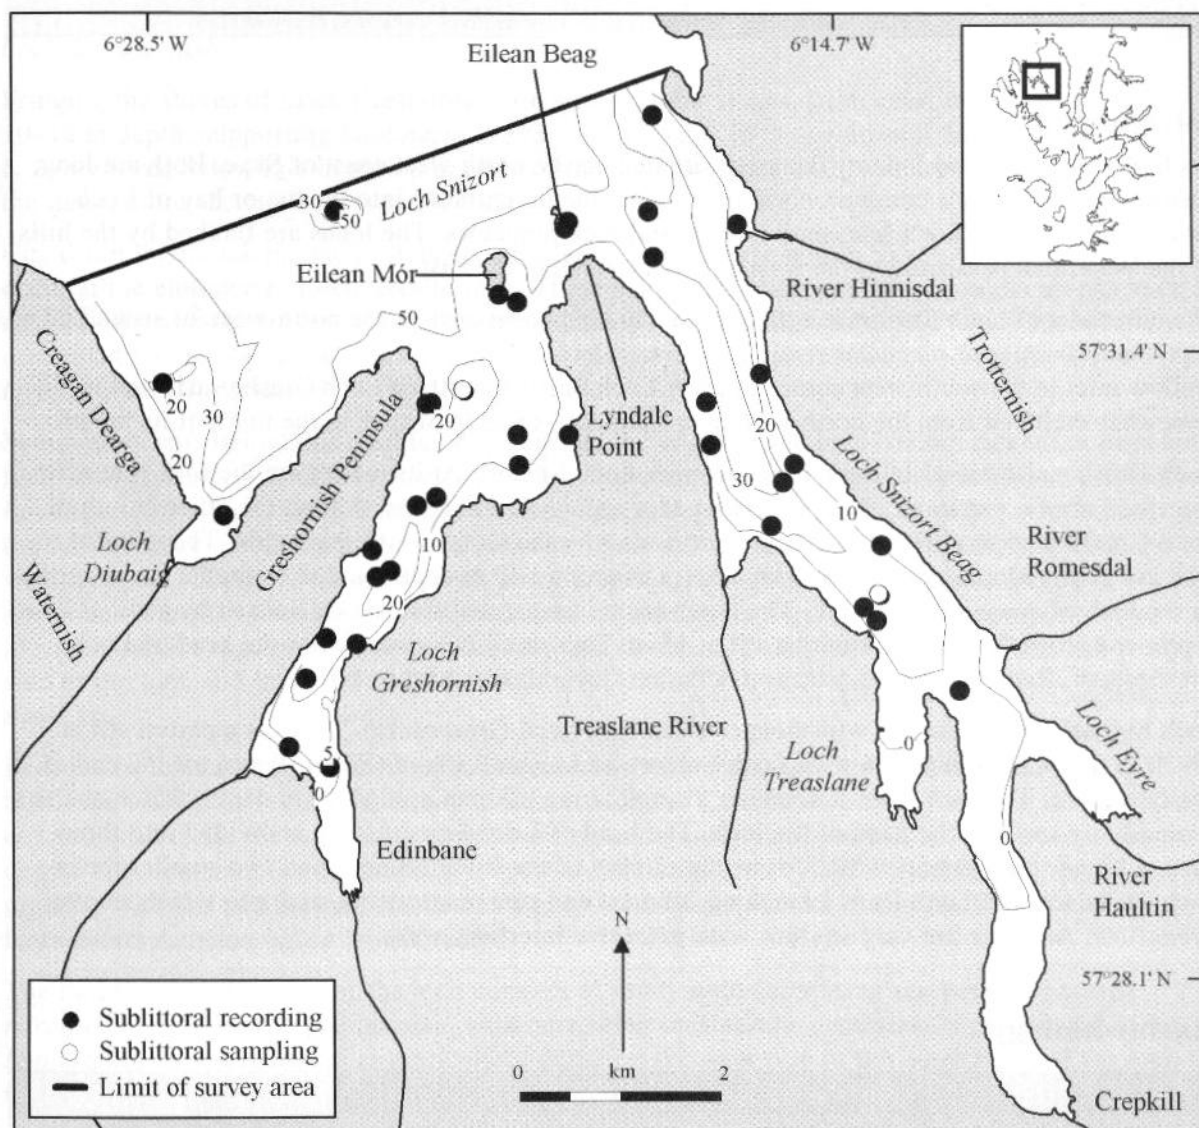 6°28.5' W
6°14.7' W
Eilean Beag
Loch Snizort
30
50
Eilean Mór
50
River Hinnisdal
57°31.4' N
Trotternish
Creagan Dearga
20
30
20
Greshornish Peninsula
20
Lyndale
Point
20
30
10
Loch Snizort Beag
Loch
Diubaig
Waternish
10
20
River
Romesdal
Loch
Greshornish
Treaslane River
Loch
Treaslane
0
Loch Eyre
5
0
0
Edinbane
River
Haultin
N
57°28.1' N
Sublittoral recording
Sublittoral sampling
Limit of survey area
0 km 2
Crepkill